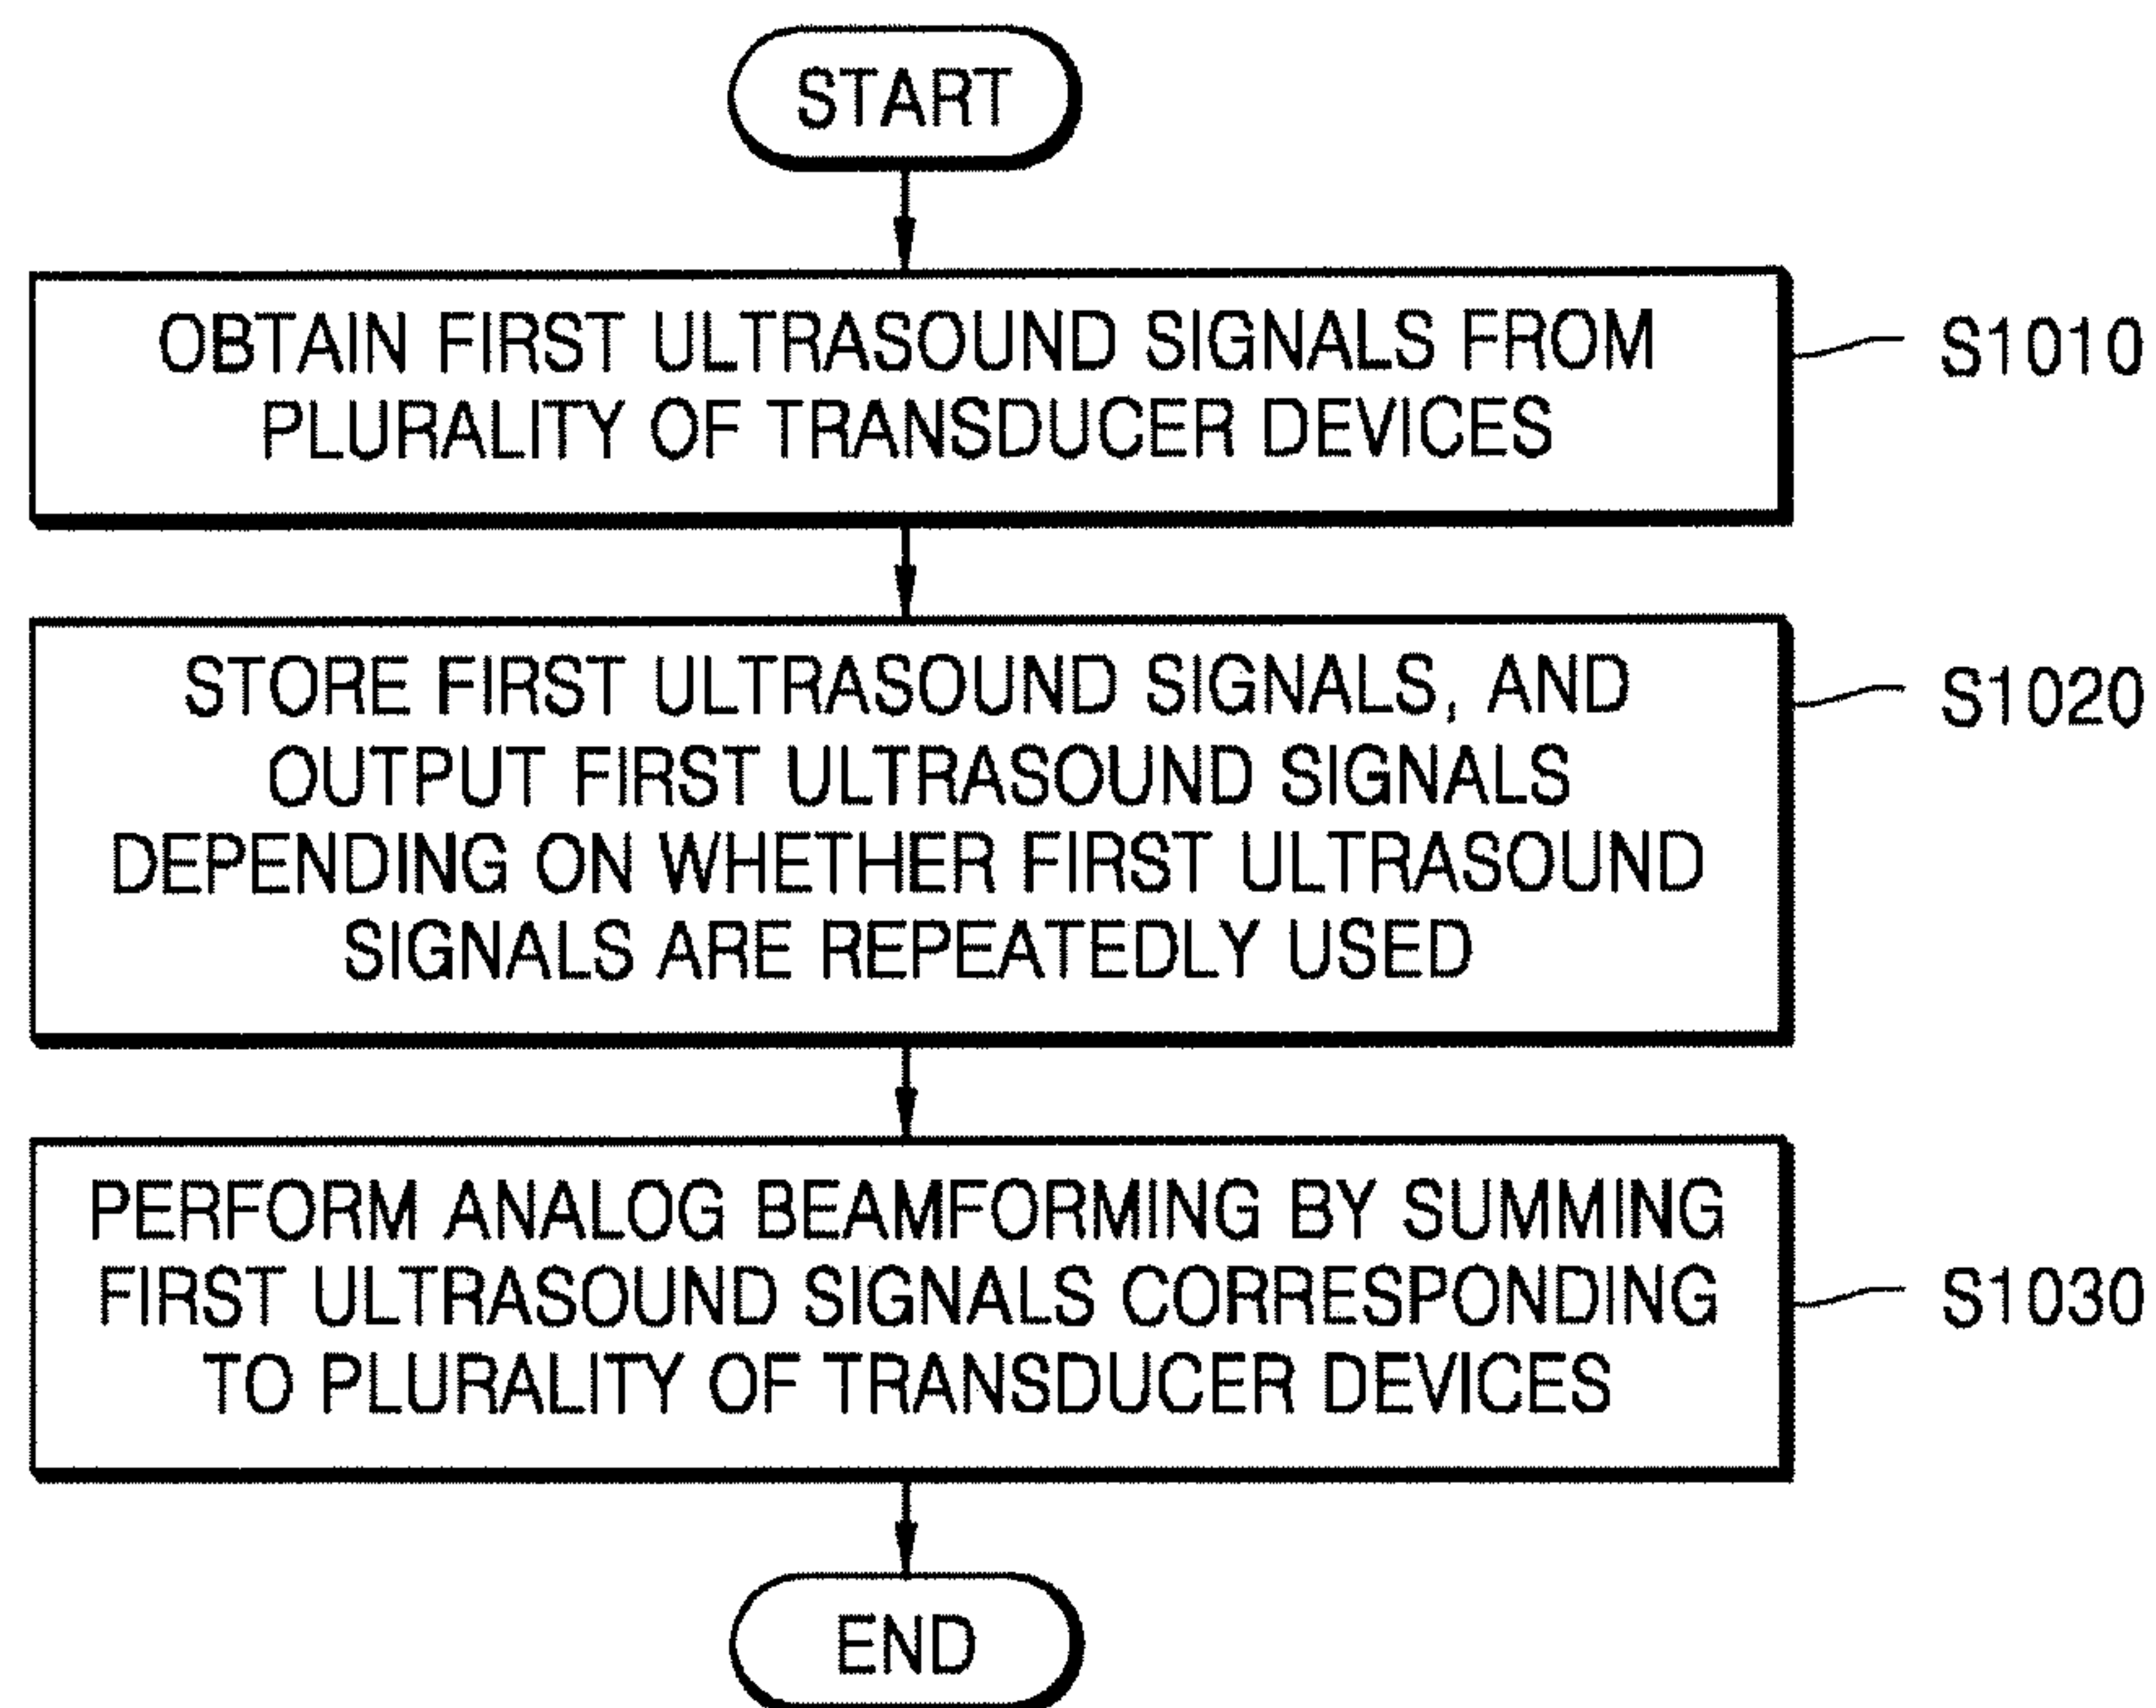 START
OBTAIN FIRST ULTRASOUND SIGNALS FROM
PLURALITY OF TRANSDUCER DEVICES
S1010
STORE FIRST ULTRASOUND SIGNALS, AND
OUTPUT FIRST ULTRASOUND SIGNALS
DEPENDING ON WHETHER FIRST ULTRASOUND
SIGNALS ARE REPEATEDLY USED
S1020
PERFORM ANALOG BEAMFORMING BY SUMMING
FIRST ULTRASOUND SIGNALS CORRESPONDING
TO PLURALITY OF TRANSDUCER DEVICES
S1030
END